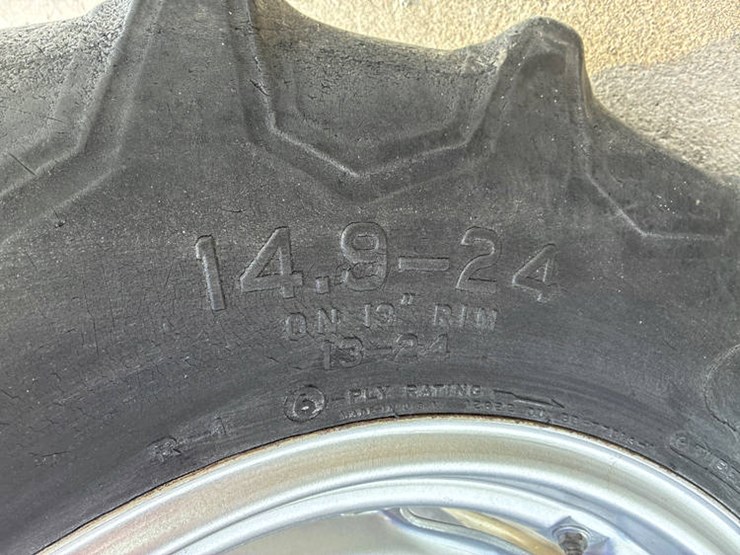 14.9-24
ON 13" RIM
13-24
6 -PLY RATING
R-1